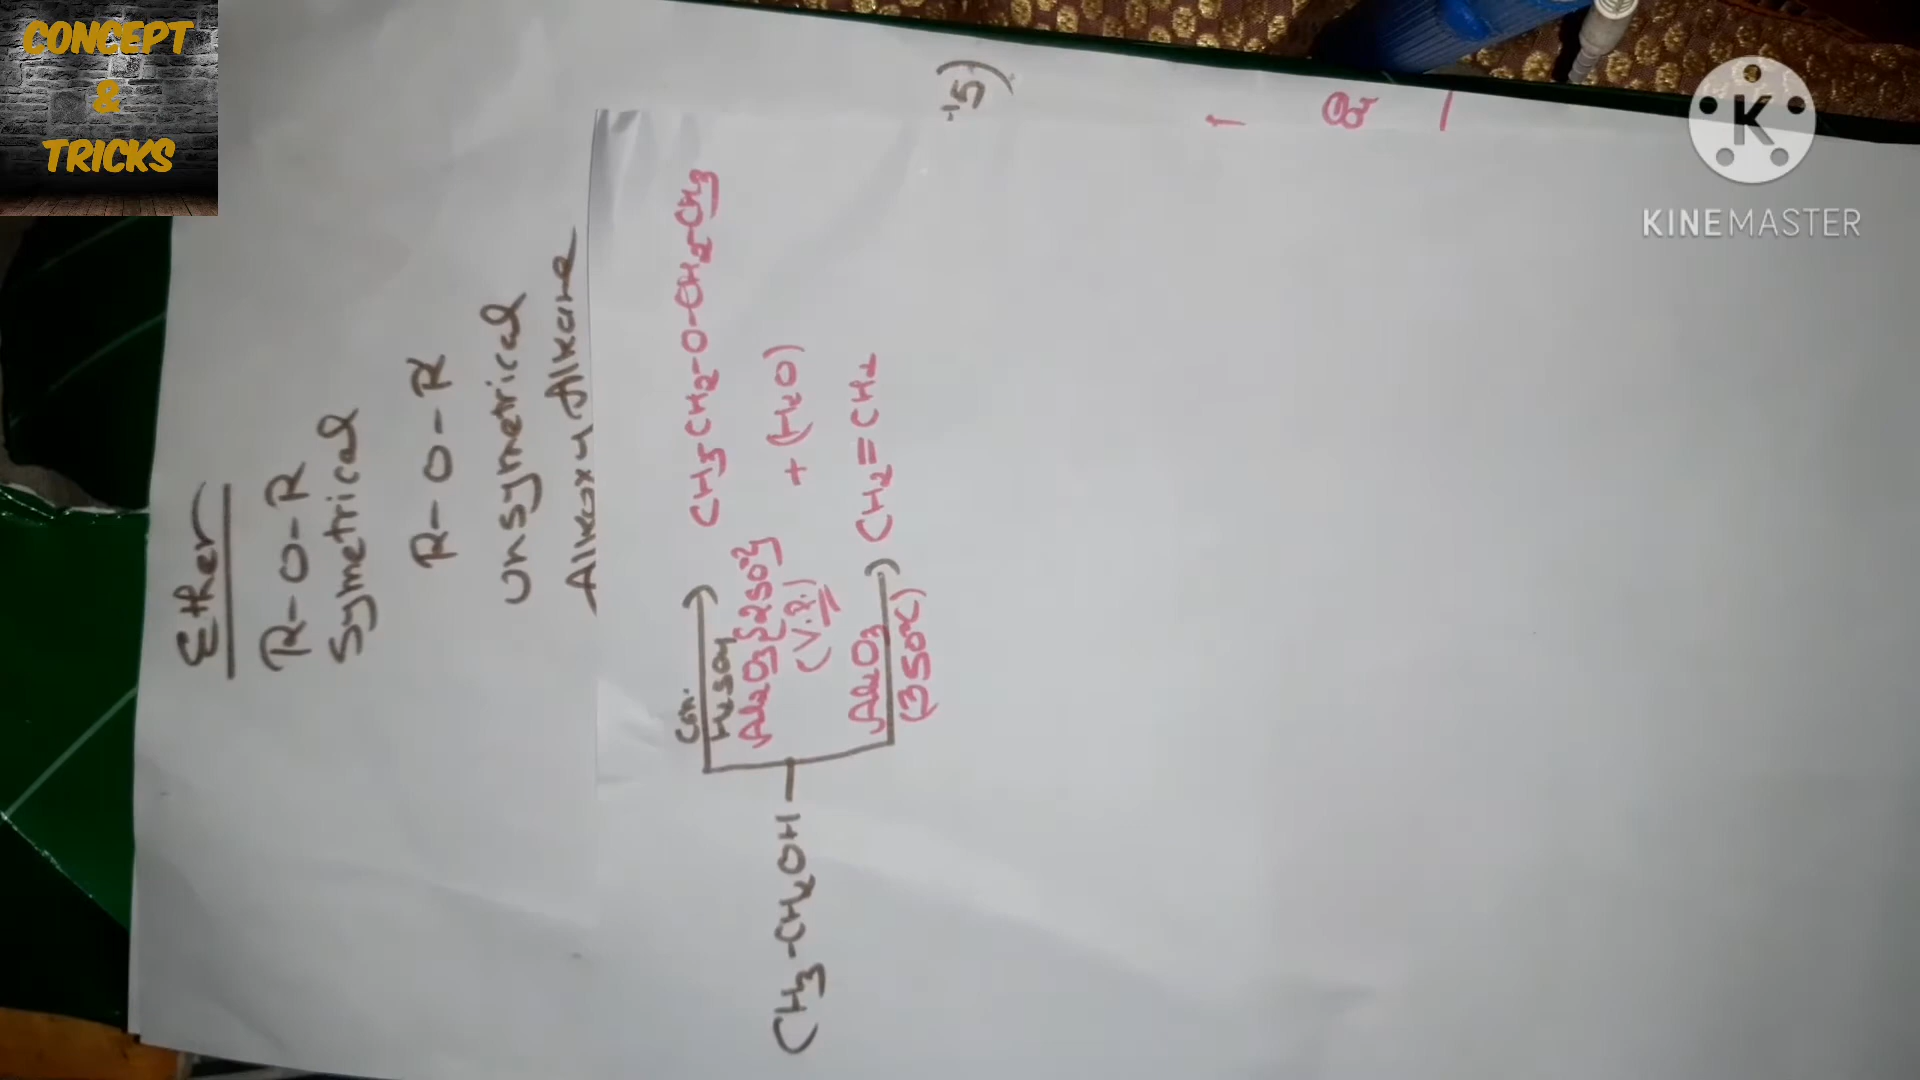 CONCEPT
&
TRICKS
K
KINEMASTER
Ether
R-O-R
Symetrical
R-O-R
Unsymetrical
Alkoxy Alkane
CH3-CH2OH
Con.
H2SO4
Al2O3 250°C
(V.P.)
CH3CH2-O-CH2-CH3
+ (H2O)
Al2O3
(350°C)
CH2=CH2